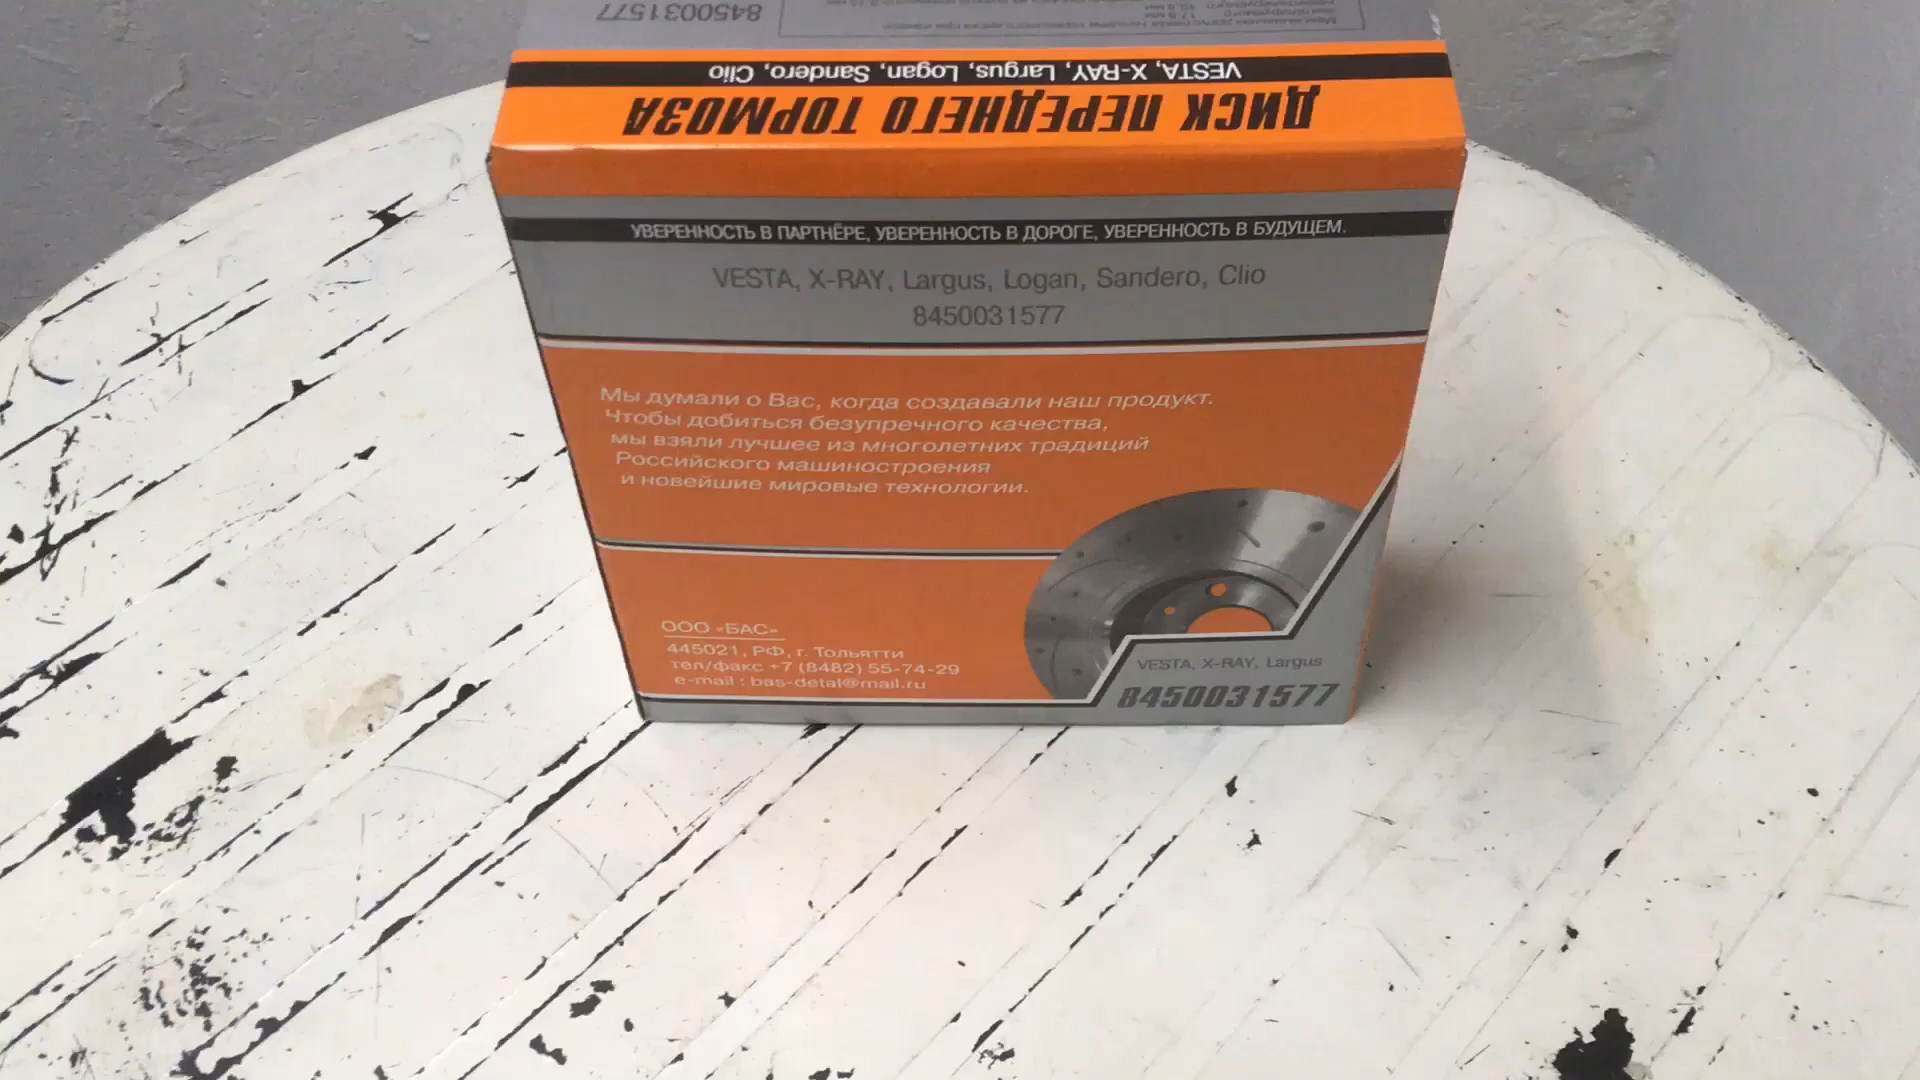 8450031577
VESTA, X-RAY, Largus, Logan, Sandero, Clio
ДИСК ПЕРЕДНЕГО ТОРМОЗА
УВЕРЕННОСТЬ В ПАРТНЁРЕ, УВЕРЕННОСТЬ В ДОРОГЕ, УВЕРЕННОСТЬ В БУДУЩЕМ.
VESTA, X-RAY, Largus, Logan, Sandero, Clio
8450031577
Мы думали о Вас, когда создавали наш продукт.
Чтобы добиться безупречного качества,
мы взяли лучшее из многолетних традиций
Российского машиностроения
и новейшие мировые технологии.
ООО «БАС»
445021, РФ, г. Тольятти
тел/факс +7 (8482) 55-74-29
e-mail : bas-detal@mail.ru
VESTA, X-RAY, Largus
8450031577